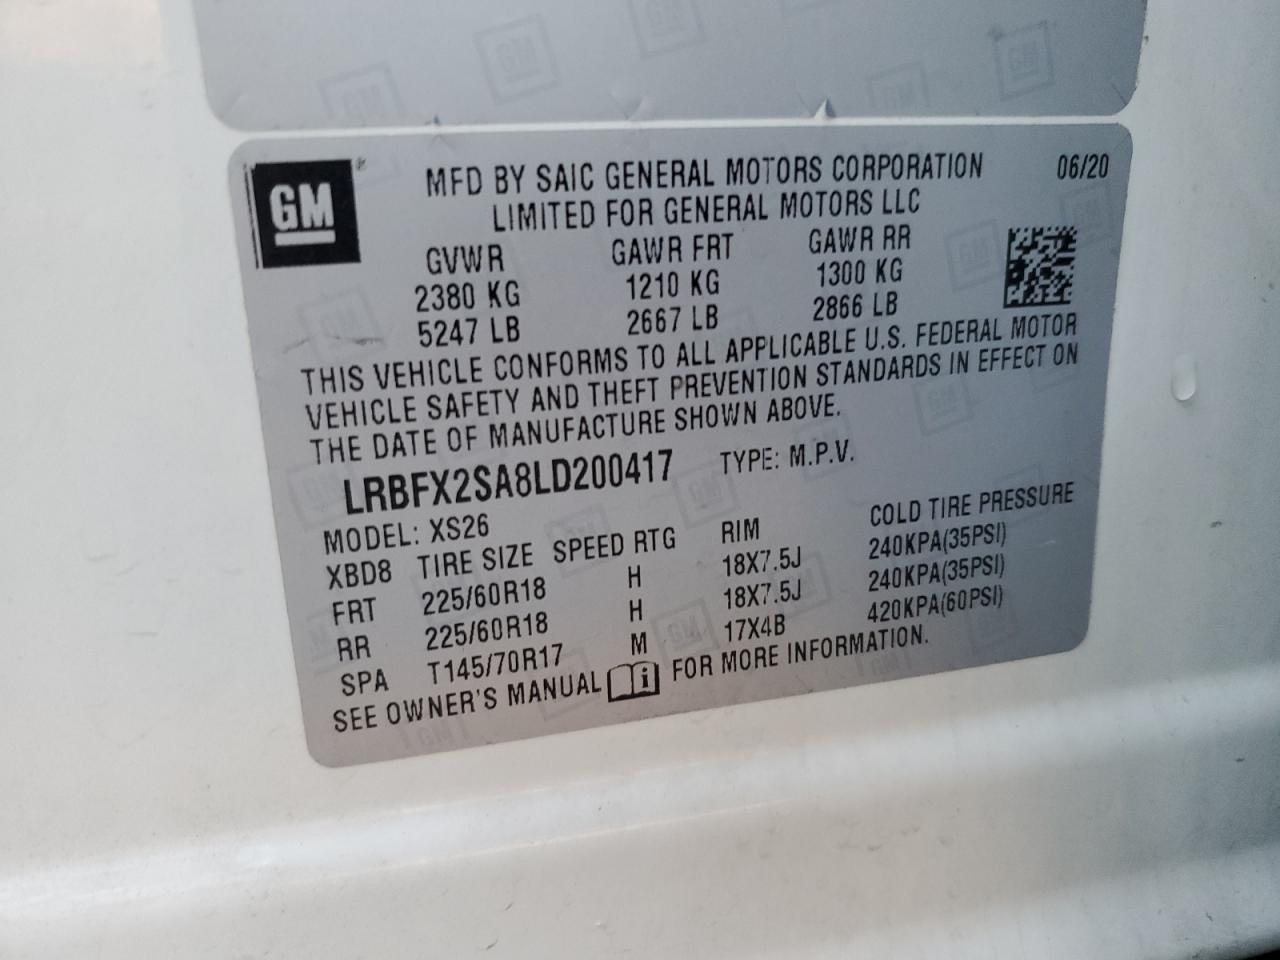 GM
MFD BY SAIC GENERAL MOTORS CORPORATION 06/20
LIMITED FOR GENERAL MOTORS LLC
GVWR GAWR FRT GAWR RR
2380 KG 1210 KG 1300 KG
5247 LB 2667 LB 2866 LB
THIS VEHICLE CONFORMS TO ALL APPLICABLE U.S. FEDERAL MOTOR
VEHICLE SAFETY AND THEFT PREVENTION STANDARDS IN EFFECT ON
THE DATE OF MANUFACTURE SHOWN ABOVE.
LRBFX2SA8LD200417 TYPE: M.P.V.
MODEL: XS26
XBD8 TIRE SIZE SPEED RTG RIM COLD TIRE PRESSURE
FRT 225/60R18 H 18X7.5J 240KPA(35PSI)
RR 225/60R18 H 18X7.5J 240KPA(35PSI)
SPA T145/70R17 M 17X4B 420KPA(60PSI)
SEE OWNER'S MANUAL i FOR MORE INFORMATION.